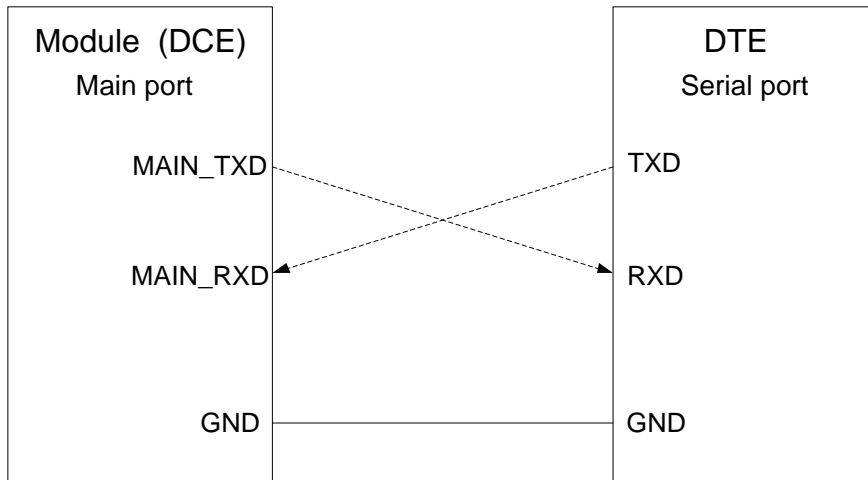 Module (DCE)
Main port
MAIN_TXD
MAIN_RXD
GND
DTE
Serial port
TXD
RXD
GND